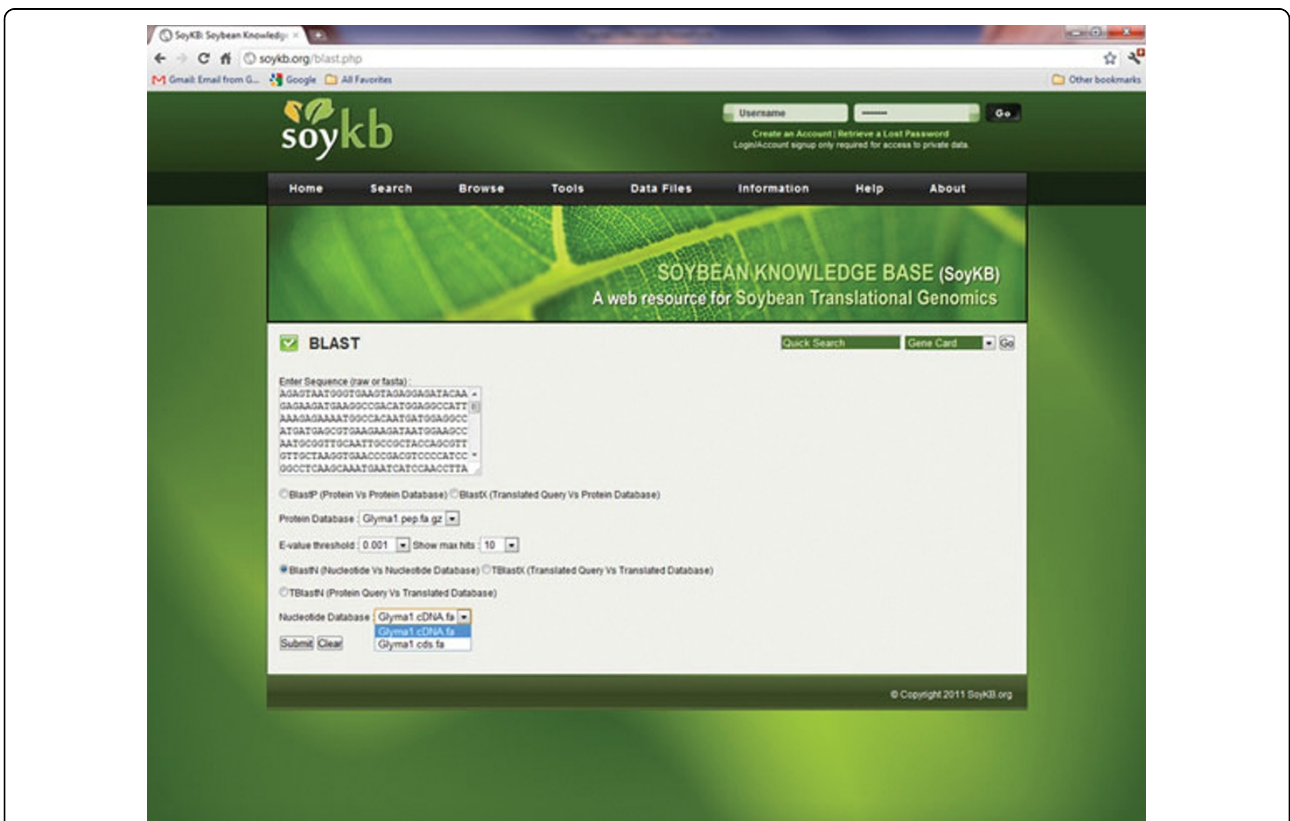 SoyKB: Soybean Knowledge
soykb.org/blast.php
Gmail: Email from G... Google All Favorites Other bookmarks
soykb
Username Go
Create an Account | Retrieve a Lost Password
Login/Account signup only required for access to private data.
Home Search Browse Tools Data Files Information Help About
SOYBEAN KNOWLEDGE BASE (SoyKB)
A web resource for Soybean Translational Genomics
BLAST
Quick Search Gene Card Go
Enter Sequence (raw or fasta) :
AGAGTAATGGGTGAAGTAGAGGAGATACAA
GAGAAGATGAAGGCCGACATGGAGGCCATT
AAAGAGAAAATGGCCACAATGATGGAGGCC
ATGATGAGCGTGAAGAAGATAATGGAAGCC
AATGCGGTTGCAATTGCCGCTACCAGCGTT
GTTGCTAAGGTGAACCCGACGTCCCCATCC
GGCCTCAAGCAAATGAATCATCCAACCTTA
BlastP (Protein Vs Protein Database) BlastX (Translated Query Vs Protein Database)
Protein Database : Glyma1.pep.fa.gz
E-value threshold : 0.001 Show max hits : 10
BlastN (Nucleotide Vs Nucleotide Database) TBlastX (Translated Query Vs Translated Database)
TBlastN (Protein Query Vs Translated Database)
Nucleotide Database : Glyma1.cDNA.fa
Glyma1.cDNA.fa
Glyma1.cds.fa
Submit Clear
© Copyright 2011 SoyKB.org